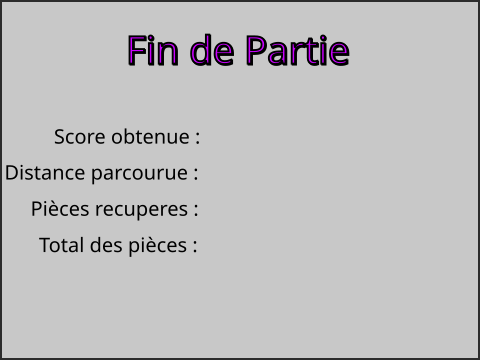 Fin de Partie
Score obtenue :
Distance parcourue :
Pièces recuperes :
Total des pièces :